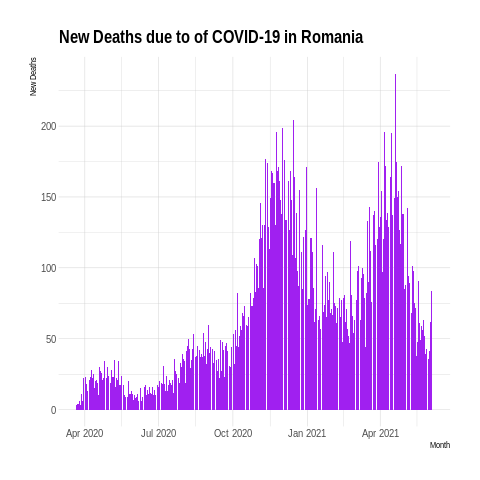 New Deaths due to of COVID-19 in Romania
New Deaths
200
150
100
50
0
Apr 2020 Jul 2020 Oct 2020 Jan 2021 Apr 2021
Month